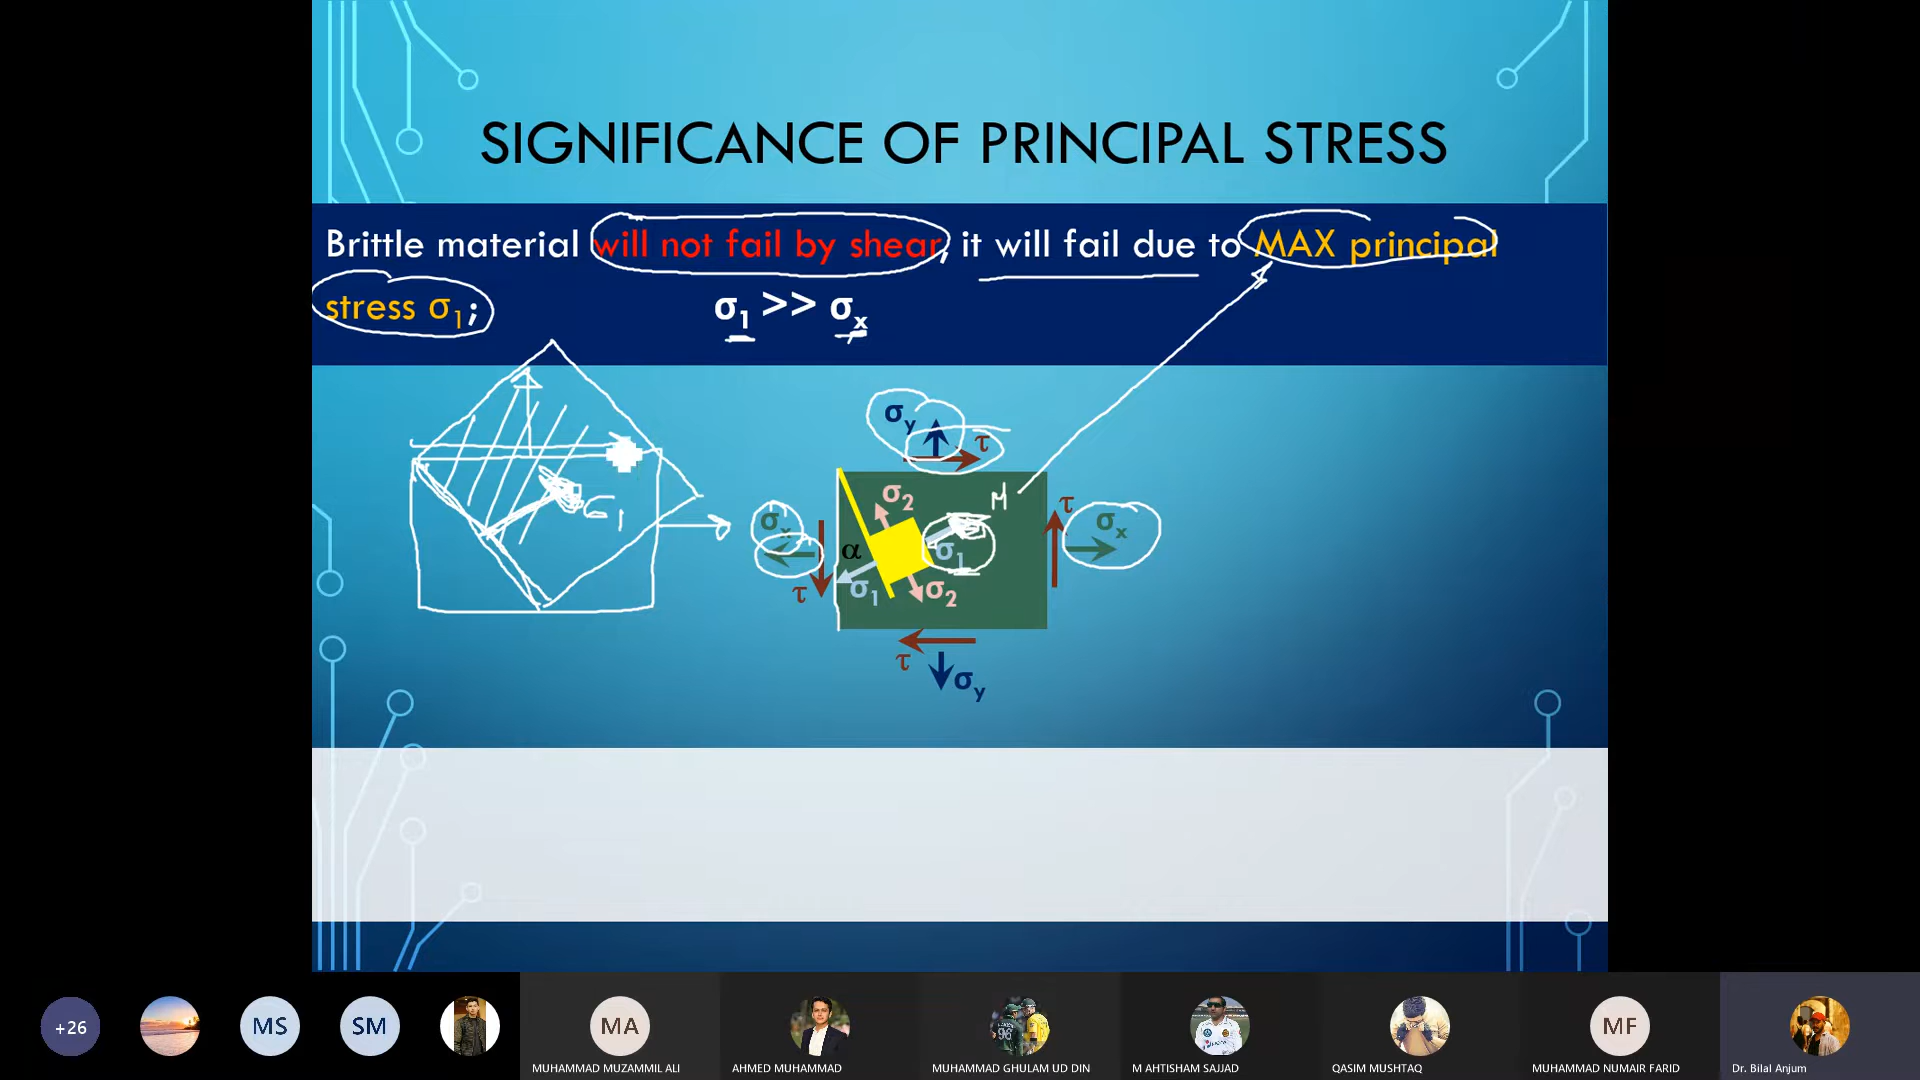 SIGNIFICANCE OF PRINCIPAL STRESS
Brittle material will not fail by shear, it will fail due to MAX principal
stress σ1;
σ1 >> σx
σy
τ
σx
τ
α
σ2
σ1
M
τ
σx
σ1
σ2
σ1
τ
σy
+26
MS
SM
MA
MF
MUHAMMAD MUZAMMIL ALI
AHMED MUHAMMAD
MUHAMMAD GHULAM UD DIN
M AHTISHAM SAJJAD
QASIM MUSHTAQ
MUHAMMAD NUMAIR FARID
Dr. Bilal Anjum